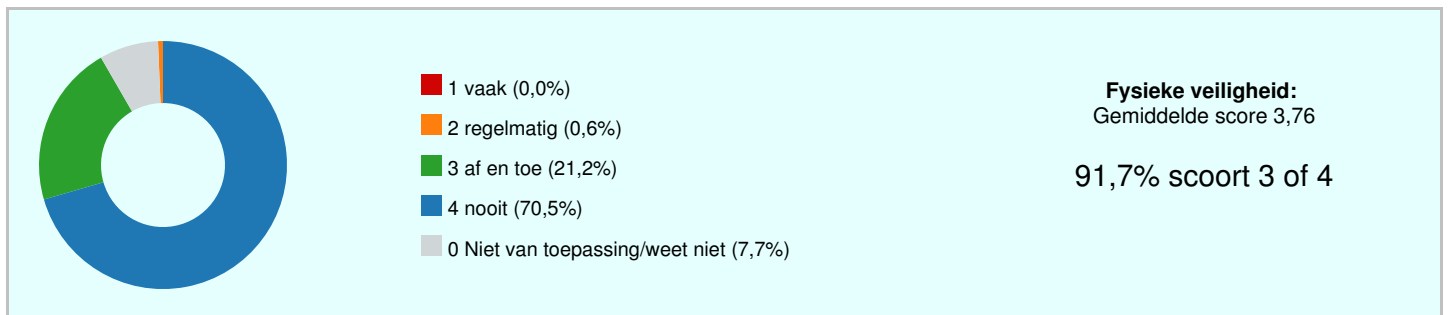 1 vaak (0,0%)
2 regelmatig (0,6%)
3 af en toe (21,2%)
4 nooit (70,5%)
0 Niet van toepassing/weet niet (7,7%)
Fysieke veiligheid:
Gemiddelde score 3,76
91,7% scoort 3 of 4